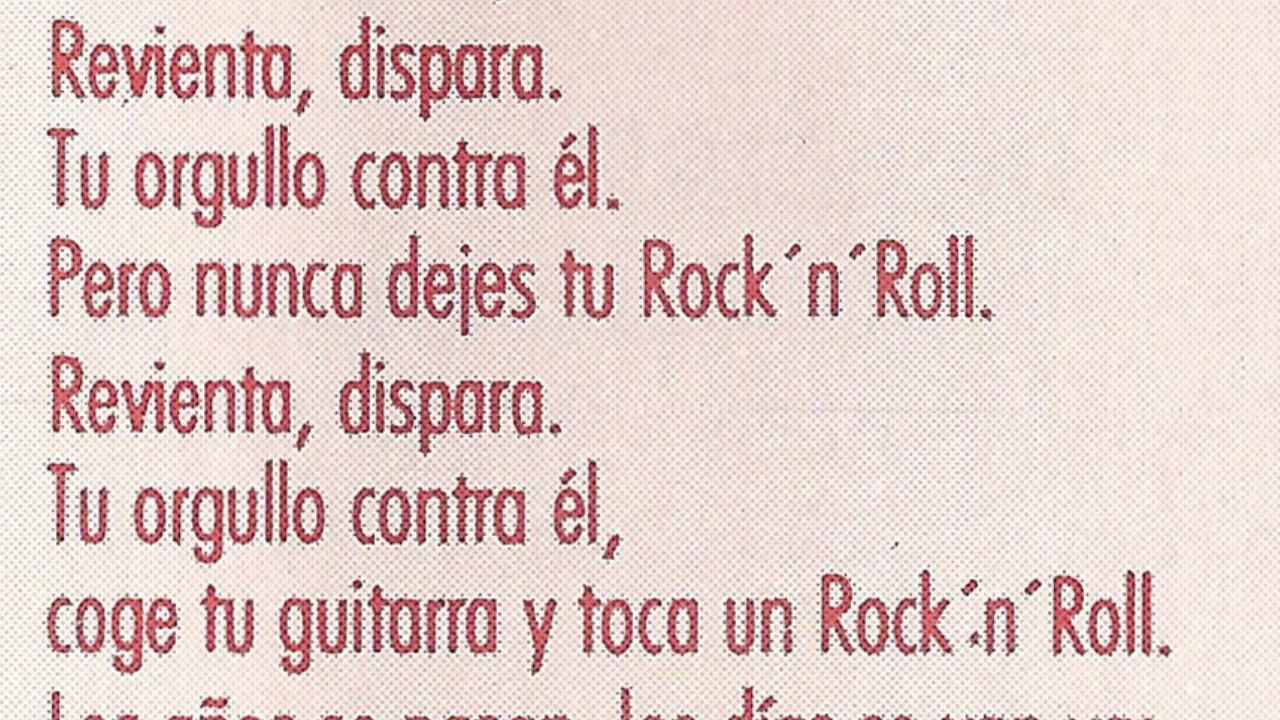 Revienta, dispara.
Tu orgullo contra él.
Pero nunca dejes tu Rock´n´Roll.
Revienta, dispara.
Tu orgullo contra él,
coge tu guitarra y toca un Rock´n´Roll.